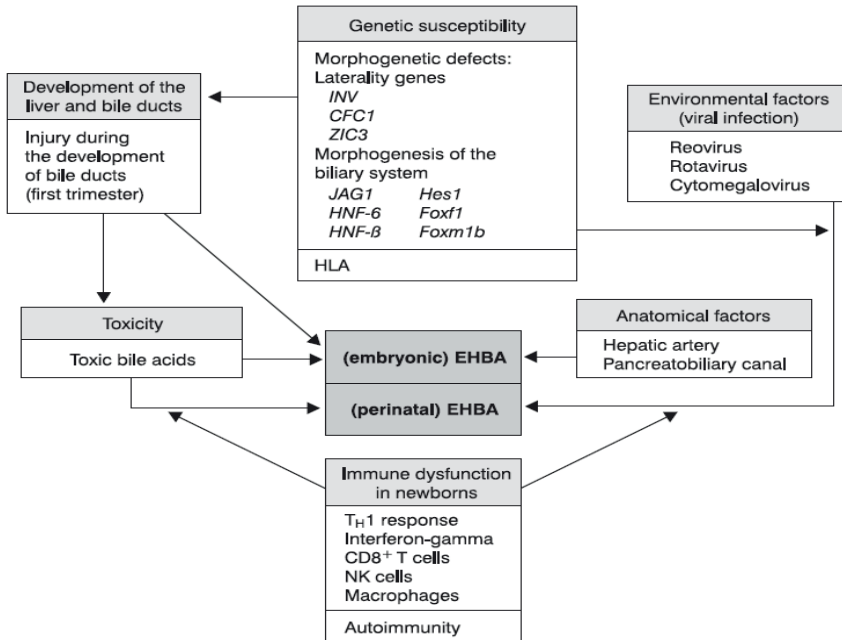 Genetic susceptibility
Morphogenetic defects:
Laterality genes
INV
CFC1
ZIC3
Morphogenesis of the
biliary system
JAG1 Hes1
HNF-6 Foxf1
HNF-ß Foxm1b
HLA
Development of the
liver and bile ducts
Injury during
the development
of bile ducts
(first trimester)
Environmental factors
(viral infection)
Reovirus
Rotavirus
Cytomegalovirus
Toxicity
Toxic bile acids
(embryonic) EHBA
(perinatal) EHBA
Anatomical factors
Hepatic artery
Pancreatobiliary canal
Immune dysfunction
in newborns
TH1 response
Interferon-gamma
CD8+ T cells
NK cells
Macrophages
Autoimmunity